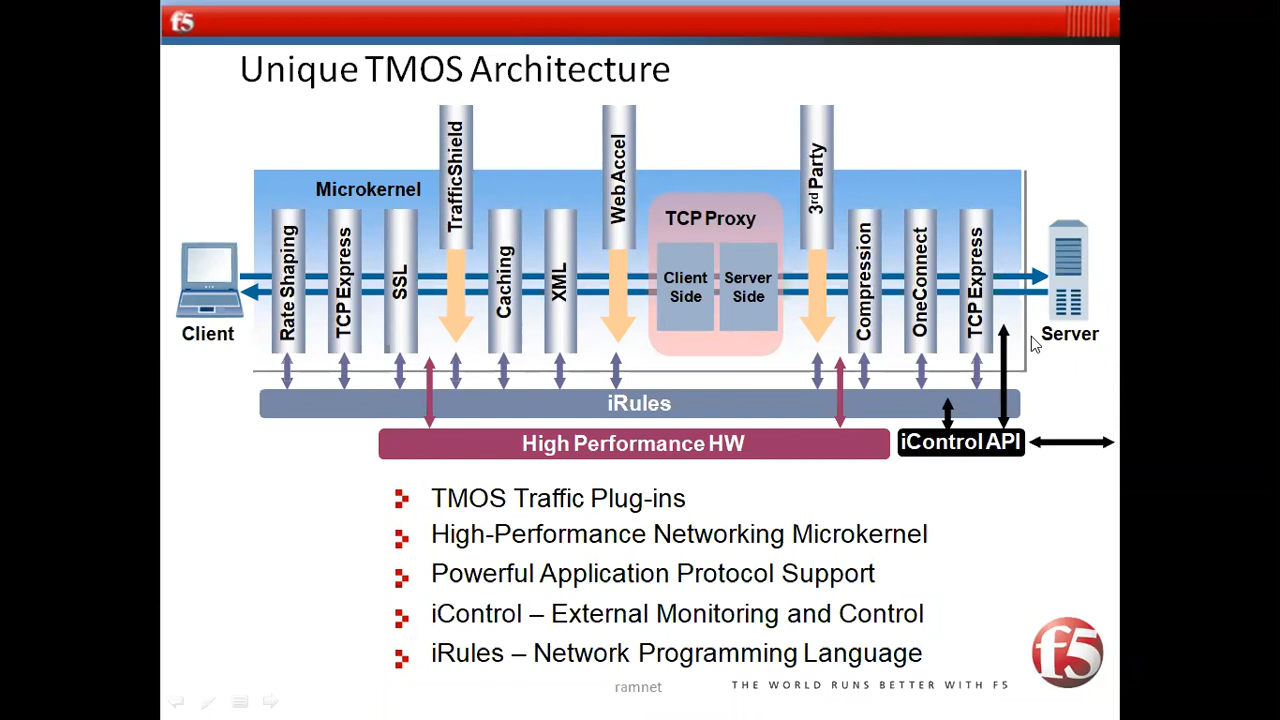 f5
Unique TMOS Architecture
TrafficShield
Web Accel
3rd Party
Microkernel
TCP Proxy
Rate Shaping
TCP Express
SSL
Caching
XML
Client
Side
Server
Side
Compression
OneConnect
TCP Express
Client
Server
iRules
High Performance HW
iControl API
TMOS Traffic Plug-ins
High-Performance Networking Microkernel
Powerful Application Protocol Support
iControl – External Monitoring and Control
iRules – Network Programming Language
f5
ramnet
THE WORLD RUNS BETTER WITH F5